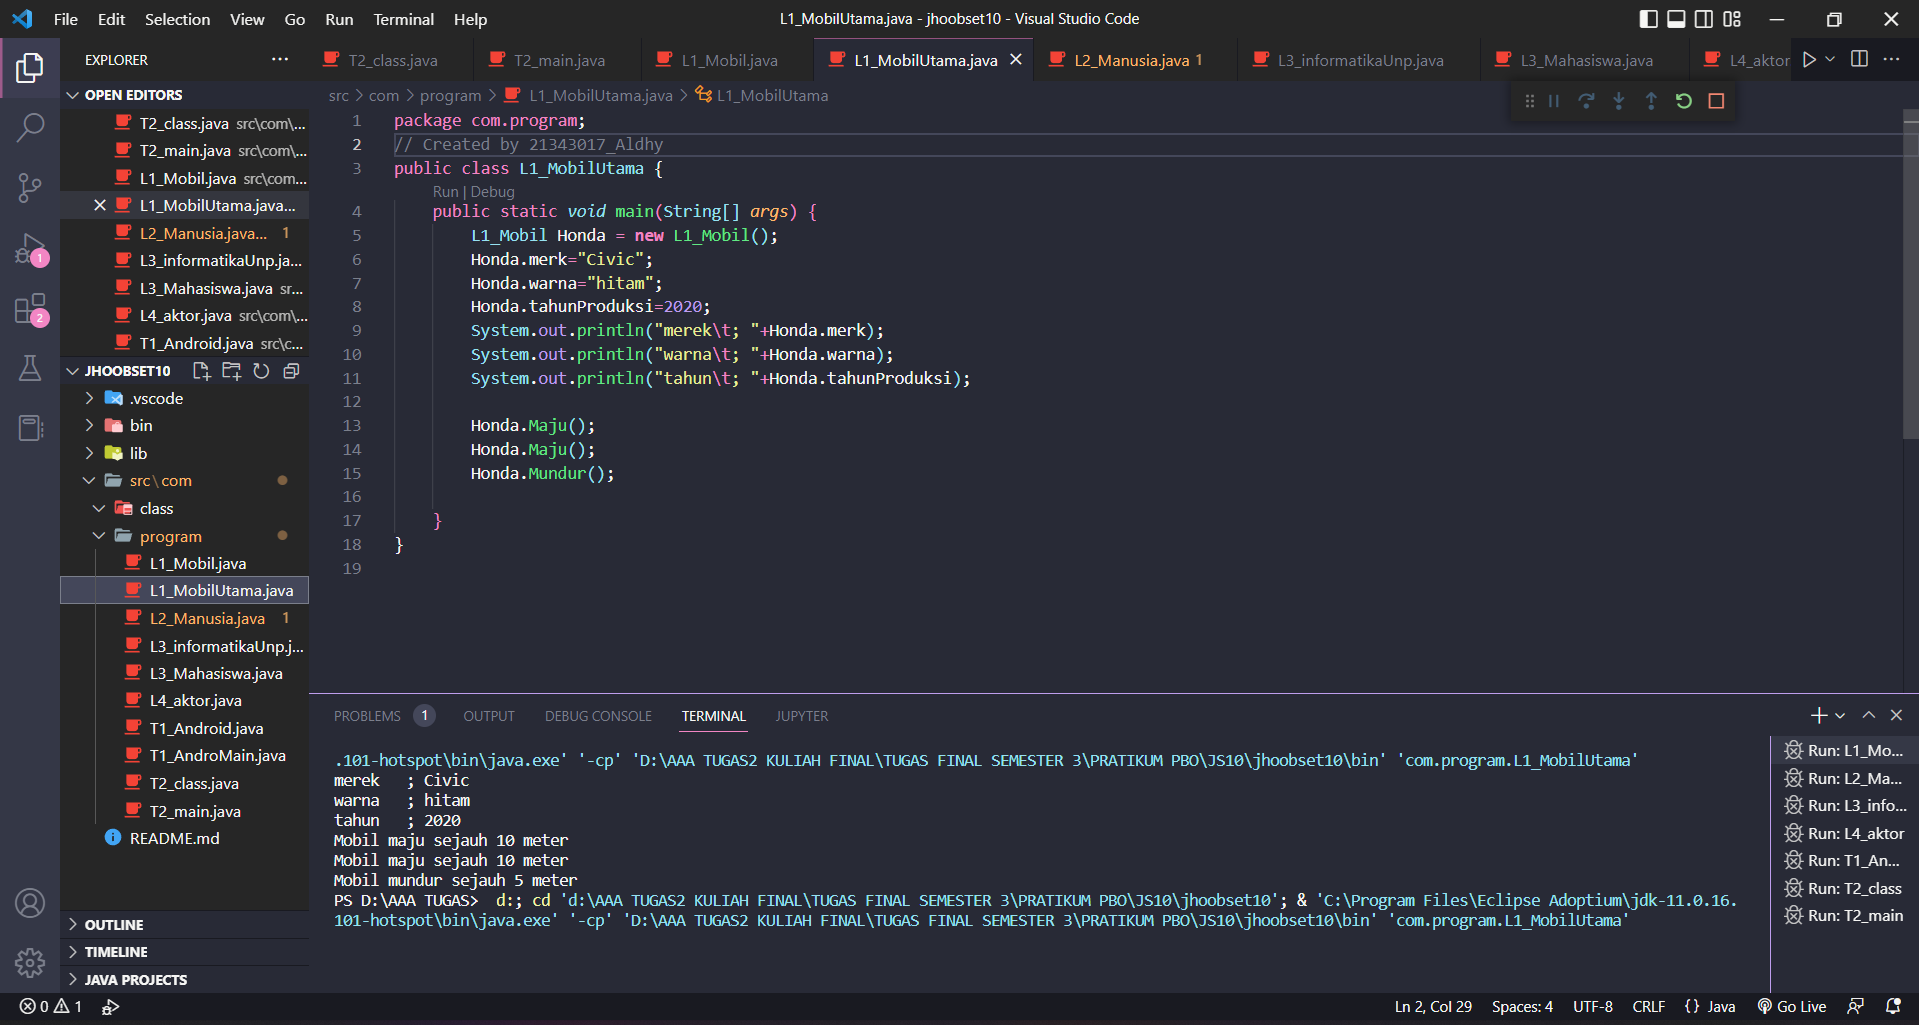 File Edit Selection View Go Run Terminal Help
L1_MobilUtama.java - jhoobset10 - Visual Studio Code
EXPLORER
T2_class.java T2_main.java L1_Mobil.java L1_MobilUtama.java L2_Manusia.java 1 L3_informatikaUnp.java L3_Mahasiswa.java L4_aktor
OPEN EDITORS
T2_class.java src\com\...
T2_main.java src\com\...
L1_Mobil.java src\com...
L1_MobilUtama.java...
L2_Manusia.java... 1
L3_informatikaUnp.ja...
L3_Mahasiswa.java sr...
L4_aktor.java src\com\...
T1_Android.java src\c...
JHOOBSET10
.vscode
bin
lib
src\com
class
program
L1_Mobil.java
L1_MobilUtama.java
L2_Manusia.java 1
L3_informatikaUnp.j...
L3_Mahasiswa.java
L4_aktor.java
T1_Android.java
T1_AndroMain.java
T2_class.java
T2_main.java
README.md
OUTLINE
TIMELINE
JAVA PROJECTS
1
2
src > com > program > L1_MobilUtama.java > L1_MobilUtama
1 package com.program;
2 // Created by 21343017_Aldhy
3 public class L1_MobilUtama {
Run | Debug
4 public static void main(String[] args) {
5 L1_Mobil Honda = new L1_Mobil();
6 Honda.merk="Civic";
7 Honda.warna="hitam";
8 Honda.tahunProduksi=2020;
9 System.out.println("merek\t; "+Honda.merk);
10 System.out.println("warna\t; "+Honda.warna);
11 System.out.println("tahun\t; "+Honda.tahunProduksi);
12
13 Honda.Maju();
14 Honda.Maju();
15 Honda.Mundur();
16
17 }
18 }
19
PROBLEMS 1 OUTPUT DEBUG CONSOLE TERMINAL JUPYTER
.101-hotspot\bin\java.exe' '-cp' 'D:\AAA TUGAS2 KULIAH FINAL\TUGAS FINAL SEMESTER 3\PRATIKUM PBO\JS10\jhoobset10\bin' 'com.program.L1_MobilUtama'
merek ; Civic
warna ; hitam
tahun ; 2020
Mobil maju sejauh 10 meter
Mobil maju sejauh 10 meter
Mobil mundur sejauh 5 meter
PS D:\AAA TUGAS> d:; cd 'd:\AAA TUGAS2 KULIAH FINAL\TUGAS FINAL SEMESTER 3\PRATIKUM PBO\JS10\jhoobset10'; & 'C:\Program Files\Eclipse Adoptium\jdk-11.0.16.
101-hotspot\bin\java.exe' '-cp' 'D:\AAA TUGAS2 KULIAH FINAL\TUGAS FINAL SEMESTER 3\PRATIKUM PBO\JS10\jhoobset10\bin' 'com.program.L1_MobilUtama'
Run: L1_Mo...
Run: L2_Ma...
Run: L3_info...
Run: L4_aktor
Run: T1_An...
Run: T2_class
Run: T2_main
0 1
Ln 2, Col 29 Spaces: 4 UTF-8 CRLF {} Java Go Live